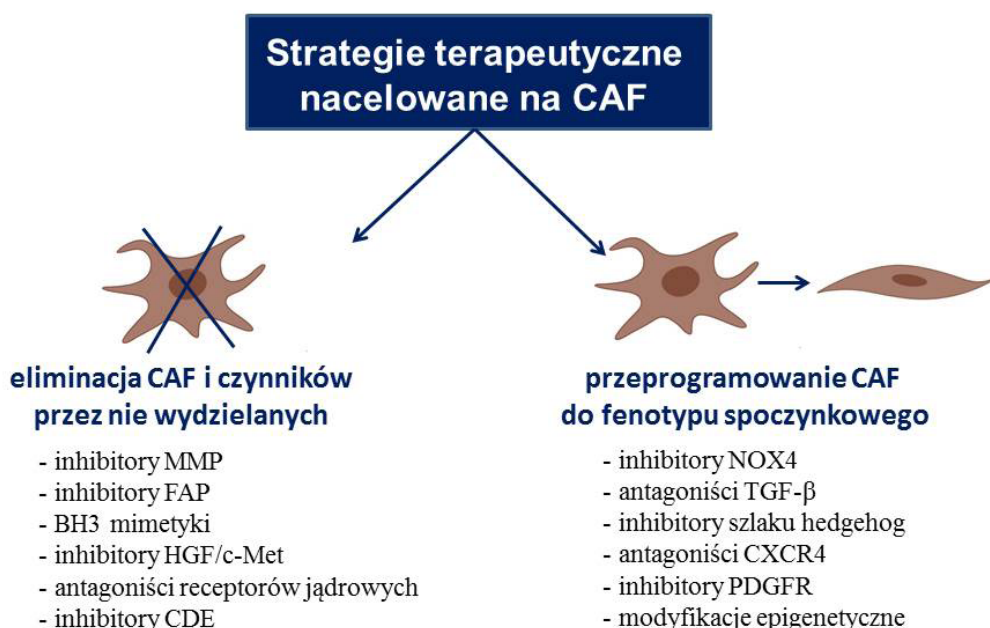 Strategie terapeutyczne
nacelowane na CAF
eliminacja CAF i czynników
przez nie wydzielanych
- inhibitory MMP
- inhibitory FAP
- BH3 mimetyki
- inhibitory HGF/c-Met
- antagoniści receptorów jądrowych
- inhibitory CDE
przeprogramowanie CAF
do fenotypu spoczynkowego
- inhibitory NOX4
- antagoniści TGF-β
- inhibitory szlaku hedgehog
- antagoniści CXCR4
- inhibitory PDGFR
- modyfikacje epigenetyczne